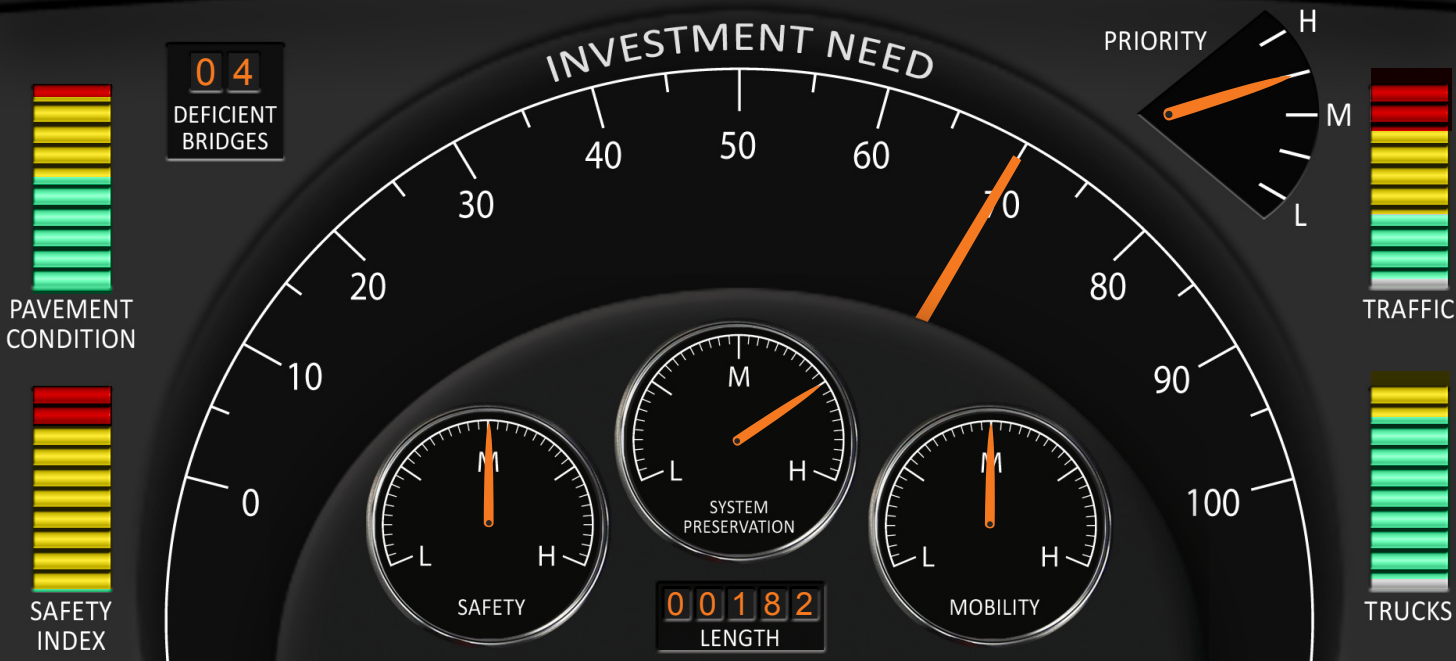 INVESTMENT NEED
04
DEFICIENT
BRIDGES
PRIORITY
H
M
L
0
10
20
30
40
50
60
70
80
90
100
PAVEMENT
CONDITION
TRAFFIC
SAFETY
INDEX
TRUCKS
M
L
H
SAFETY
M
L
H
SYSTEM
PRESERVATION
M
L
H
MOBILITY
00182
LENGTH